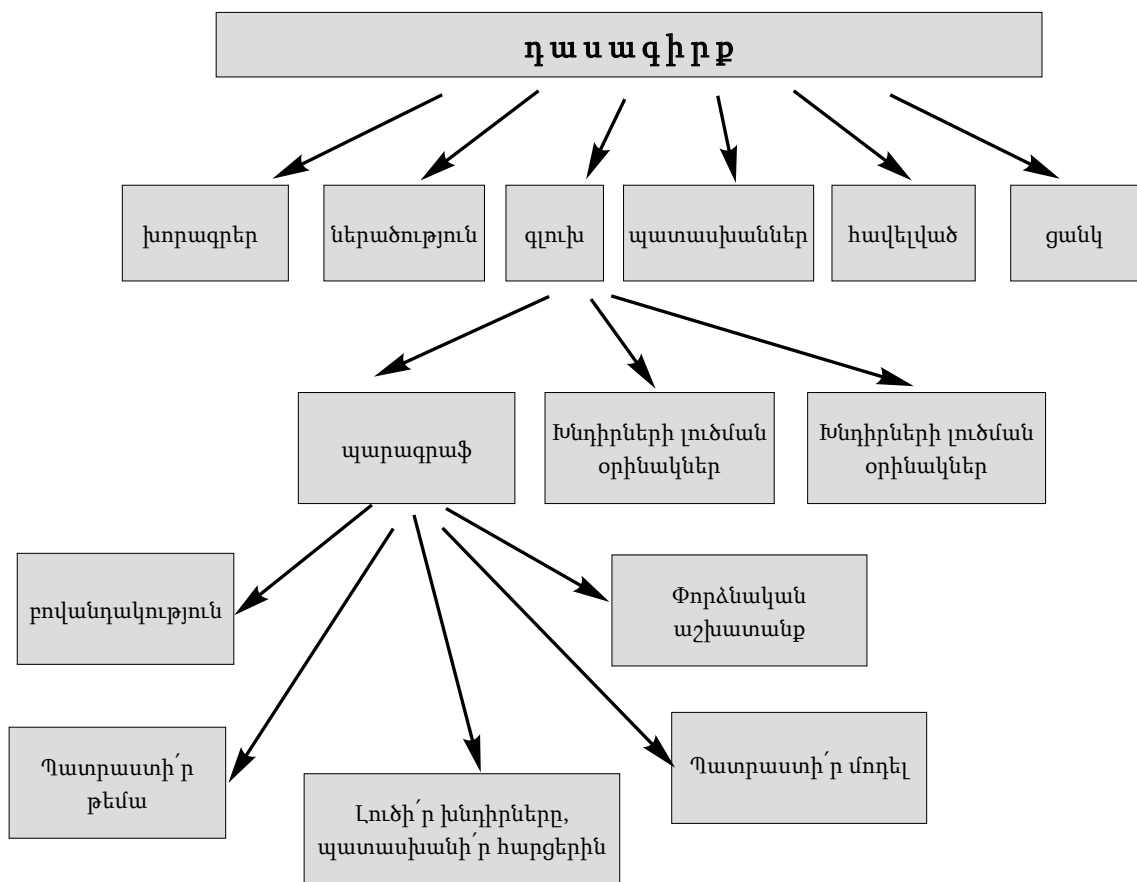 դասագիրք
խորագրեր
ներածություն
գլուխ
պատասխաններ
հավելված
ցանկ
պարագրաֆ
Խնդիրների լուծման
օրինակներ
Խնդիրների լուծման
օրինակներ
բովանդակություն
Փորձնական
աշխատանք
Պատրաստի՛ր
թեմա
Լուծի՛ր խնդիրները,
պատասխանի՛ր հարցերին
Պատրաստի՛ր մոդել